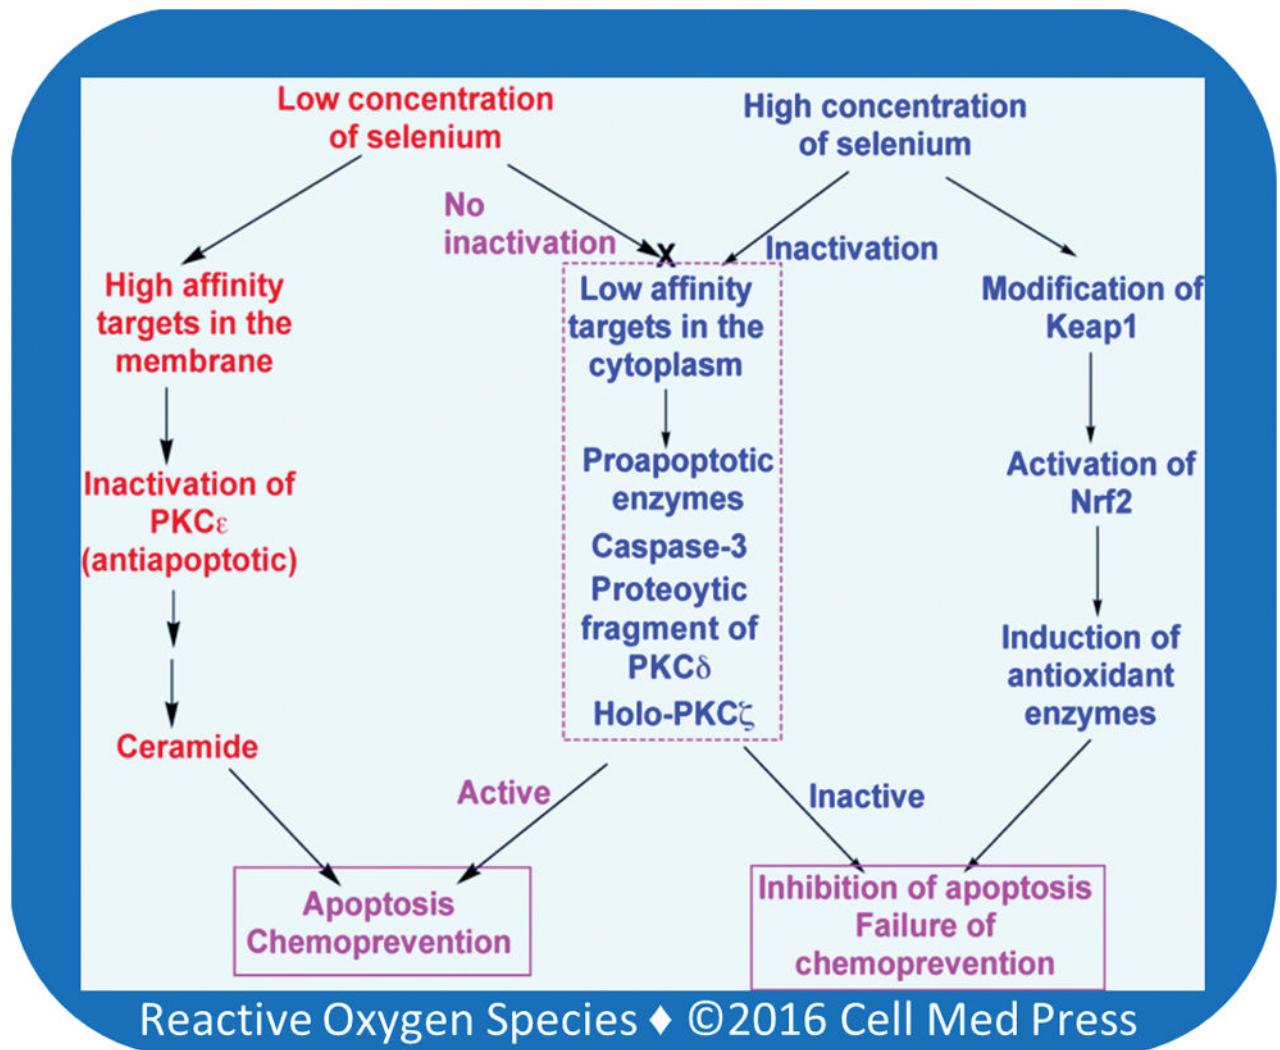 Low concentration
of selenium
High concentration
of selenium
No
inactivation
X
Inactivation
High affinity
targets in the
membrane
Low affinity
targets in the
cytoplasm
Modification of
Keap1
Inactivation of
PKCε
(antiapoptotic)
Proapoptotic
enzymes
Caspase-3
Proteoytic
fragment of
PKCδ
Holo-PKCζ
Activation of
Nrf2
Induction of
antioxidant
enzymes
Ceramide
Active
Inactive
Apoptosis
Chemoprevention
Inhibition of apoptosis
Failure of
chemoprevention
Reactive Oxygen Species ♦ ©2016 Cell Med Press